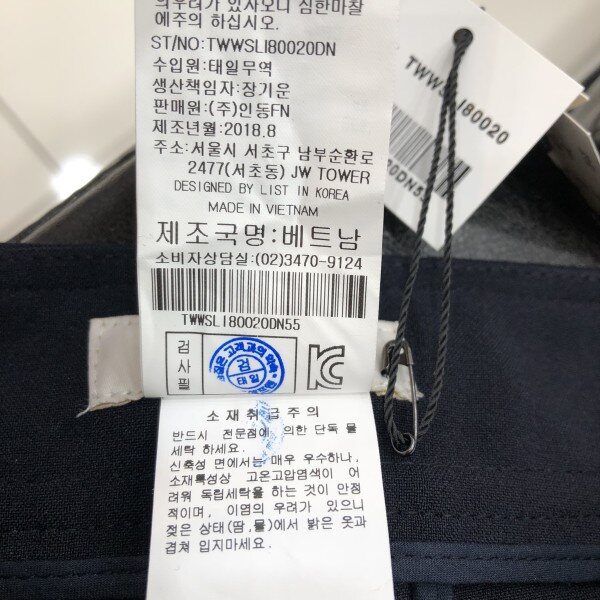 의우려가 있사오니 심한마찰
에주의 하십시오.
ST/NO:TWWSLI80020DN
수입원:태일무역
생산책임자:장기운
판매원:(주)인동FN
제조년월:2018.8
주소:서울시 서초구 남부순환로
2477(서초동) JW TOWER
DESIGNED BY LIST IN KOREA
MADE IN VIETNAM
제조국명:베트남
소비자상담실:(02)3470-9124
TWWSLI80020DN55
검사필
검
태일
KC
소재취급주의
반드시 전문점에 의한 단독 물
세탁 하세요.
신축성 면에서는 매우 우수하나,
소재특성상 고온고압염색이 어
려워 독립세탁을 하는 것이 안정
적이며, 이염의 우려가 있으니
젖은 상태(땀,물)에서 밝은 옷과
겹쳐 입지마세요.
TWWSLI80020
0020DN55